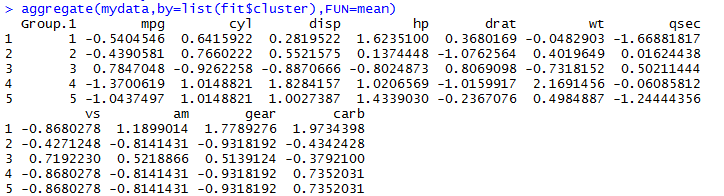 > aggregate(mydata,by=list(fit$cluster),FUN=mean)
Group.1 mpg cyl disp hp drat wt qsec
1 1 -0.5404546 0.6415922 0.2819522 1.6235100 0.3680169 -0.0482903 -1.66881817
2 2 -0.4390581 0.7660222 0.5521575 0.1374448 -1.0762564 0.4019649 0.01624438
3 3 0.7847048 -0.9262258 -0.8870666 -0.8024873 0.8069098 -0.7318152 0.50211444
4 4 -1.3700619 1.0148821 1.8284157 1.0206569 -1.0159917 2.1691456 -0.06085812
5 5 -1.0437497 1.0148821 1.0027387 1.4339030 -0.2367076 0.4984887 -1.24444356
vs am gear carb
1 -0.8680278 1.1899014 1.7789276 1.9734398
2 -0.4271248 -0.8141431 -0.9318192 -0.4342428
3 0.7192230 0.5218866 0.5139124 -0.3792100
4 -0.8680278 -0.8141431 -0.9318192 0.7352031
5 -0.8680278 -0.8141431 -0.9318192 0.7352031